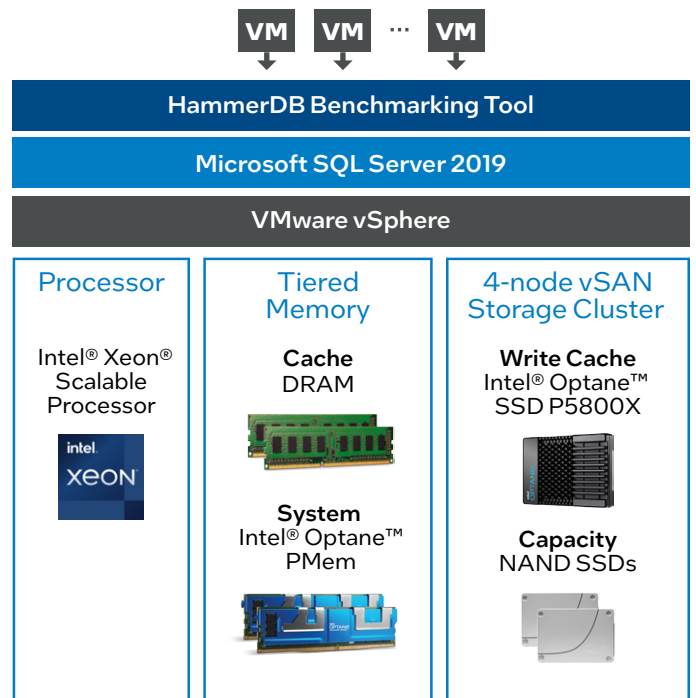 VM VM ... VM
HammerDB Benchmarking Tool
Microsoft SQL Server 2019
VMware vSphere
Processor
Intel® Xeon®
Scalable
Processor
intel.
xeon
Tiered
Memory
Cache
DRAM
System
Intel® Optane™
PMem
OPTANE
4-node vSAN
Storage Cluster
Write Cache
Intel® Optane™
SSD P5800X
OPTANE
Capacity
NAND SSDs